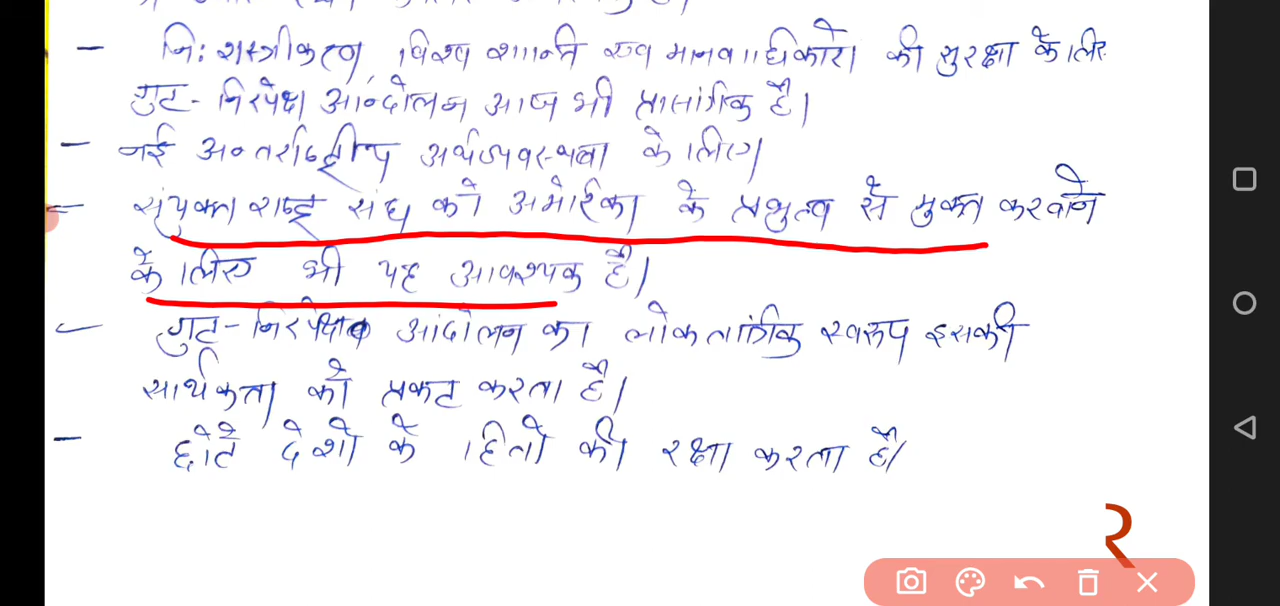 - नि: शस्त्रीकरण, विश्व शान्ति एव मानवाधिकारो की सुरक्षा के लिए
गुट-निरपेक्ष आन्दोलन आज भी प्रासंगिक है।
- नई अन्तर्राष्ट्रीय अर्थव्यवस्था के लिए
- संयुक्त राष्ट्र संघ को अमेरिका के प्रभुत्व से मुक्त करवाने
के लिए भी यह आवश्यक है।
- गुट-निरपेक्ष आंदोलन का लोकतांत्रिक स्वरूप इसकी
सार्थकता को प्रकट करता है।
- छोटे देशो के हितो की रक्षा करता है।